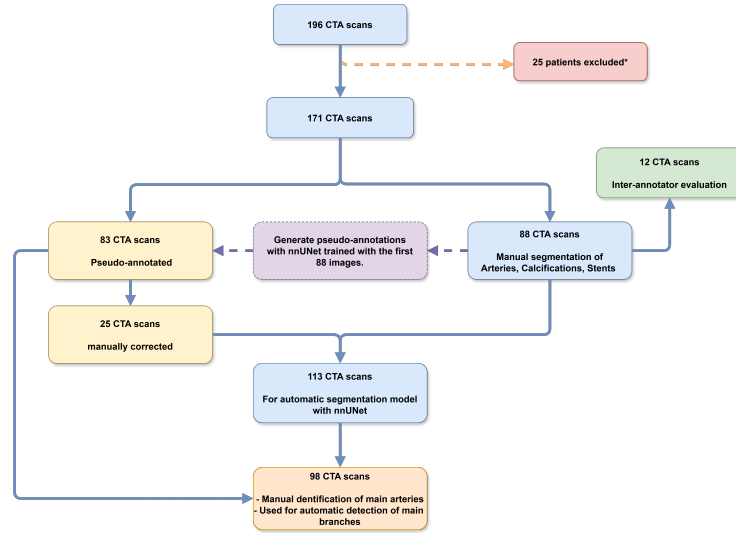 196 CTA scans
25 patients excluded*
171 CTA scans
12 CTA scans
Inter-annotator evaluation
83 CTA scans
Pseudo-annotated
Generate pseudo-annotations
with nnUNet trained with the first
88 images.
88 CTA scans
Manual segmentation of
Arteries, Calcifications, Stents
25 CTA scans
manually corrected
113 CTA scans
For automatic segmentation model
with nnUNet
98 CTA scans
- Manual dentification of main arteries
- Used for automatic detection of main
branches